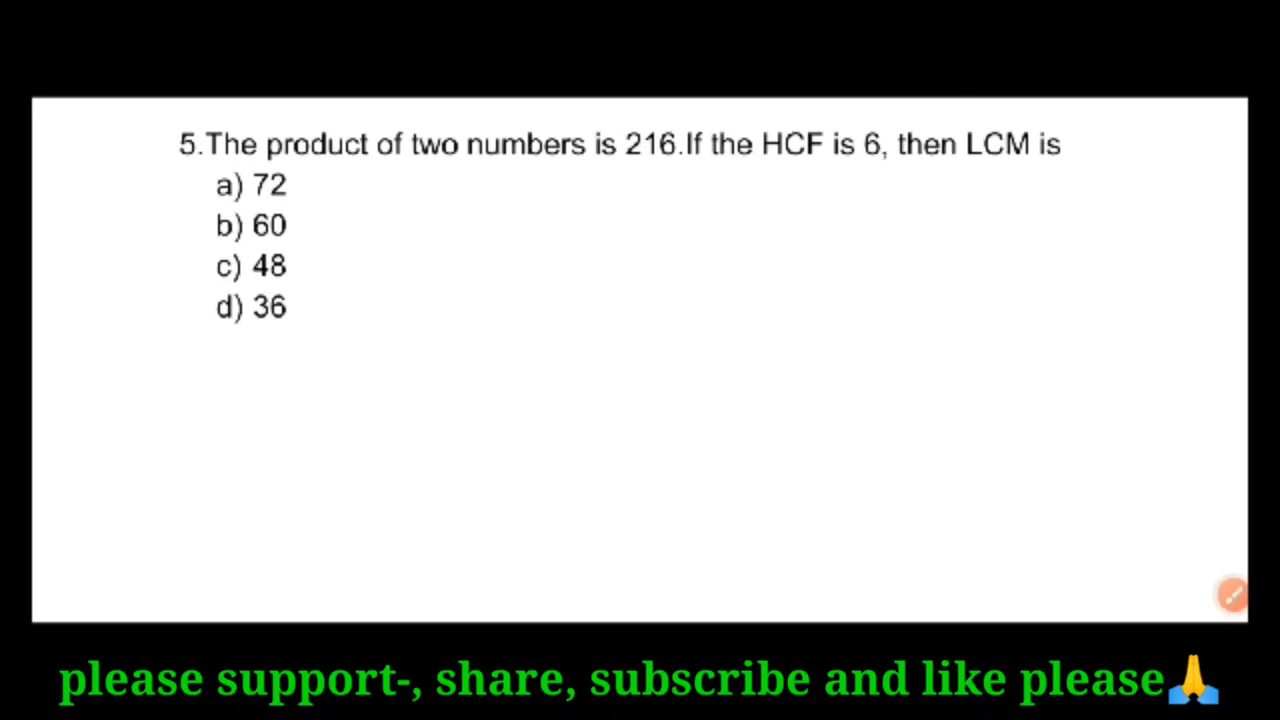 5.The product of two numbers is 216.If the HCF is 6, then LCM is
a) 72
b) 60
c) 48
d) 36
please support-, share, subscribe and like please🙏